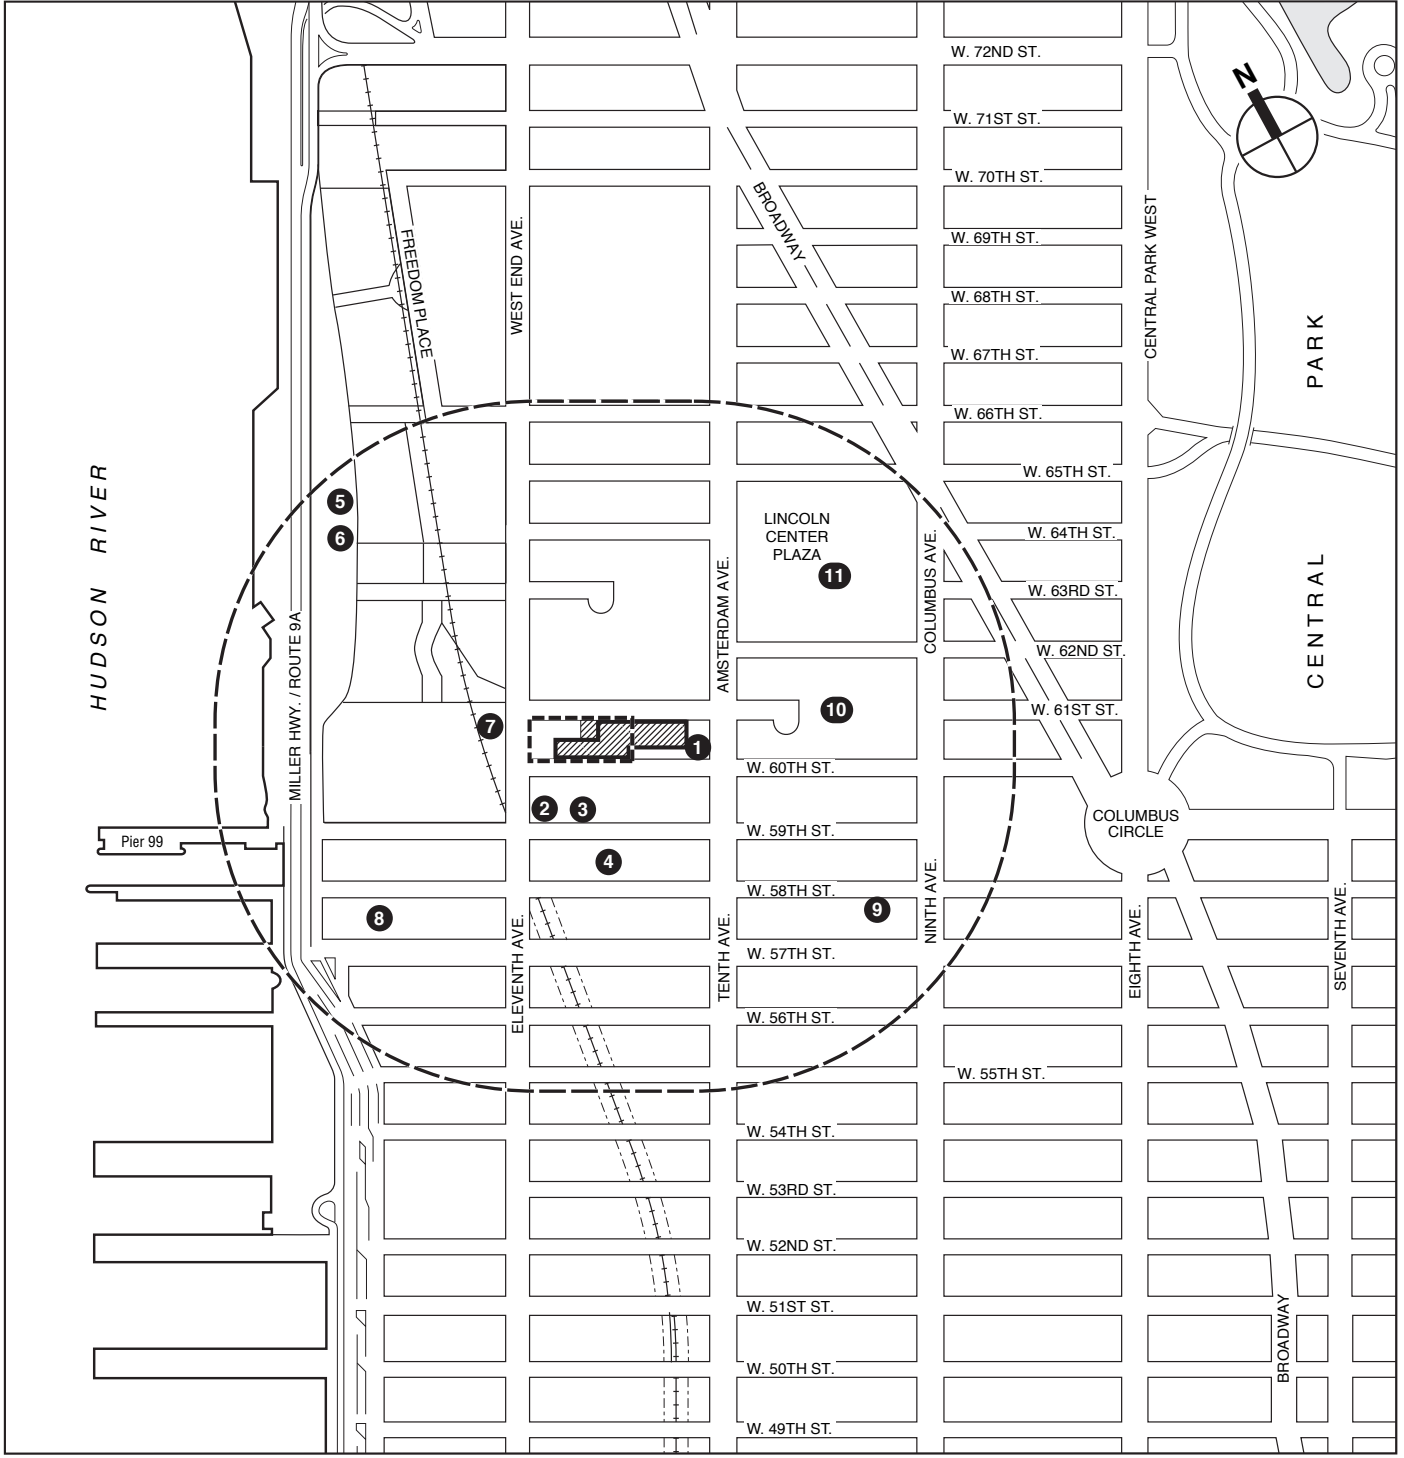 W. 72ND ST.
N
W. 71ST ST.
W. 70TH ST.
BROADWAY
CENTRAL PARK WEST
WEST END AVE.
FREEDOM PLACE
W. 69TH ST.
W. 68TH ST.
W. 67TH ST.
PARK
W. 66TH ST.
HUDSON RIVER
W. 65TH ST.
5
LINCOLN
CENTER
PLAZA
6
W. 64TH ST.
COLUMBUS AVE.
11
AMSTERDAM AVE.
W. 63RD ST.
CENTRAL
MILLER HWY. / ROUTE 9A
W. 62ND ST.
10
W. 61ST ST.
7
1
W. 60TH ST.
2
3
COLUMBUS
CIRCLE
W. 59TH ST.
Pier 99
4
W. 58TH ST.
NINTH AVE.
8
9
EIGHTH AVE.
SEVENTH AVE.
ELEVENTH AVE.
TENTH AVE.
W. 57TH ST.
W. 56TH ST.
W. 55TH ST.
W. 54TH ST.
W. 53RD ST.
W. 52ND ST.
W. 51ST ST.
BROADWAY
W. 50TH ST.
W. 49TH ST.